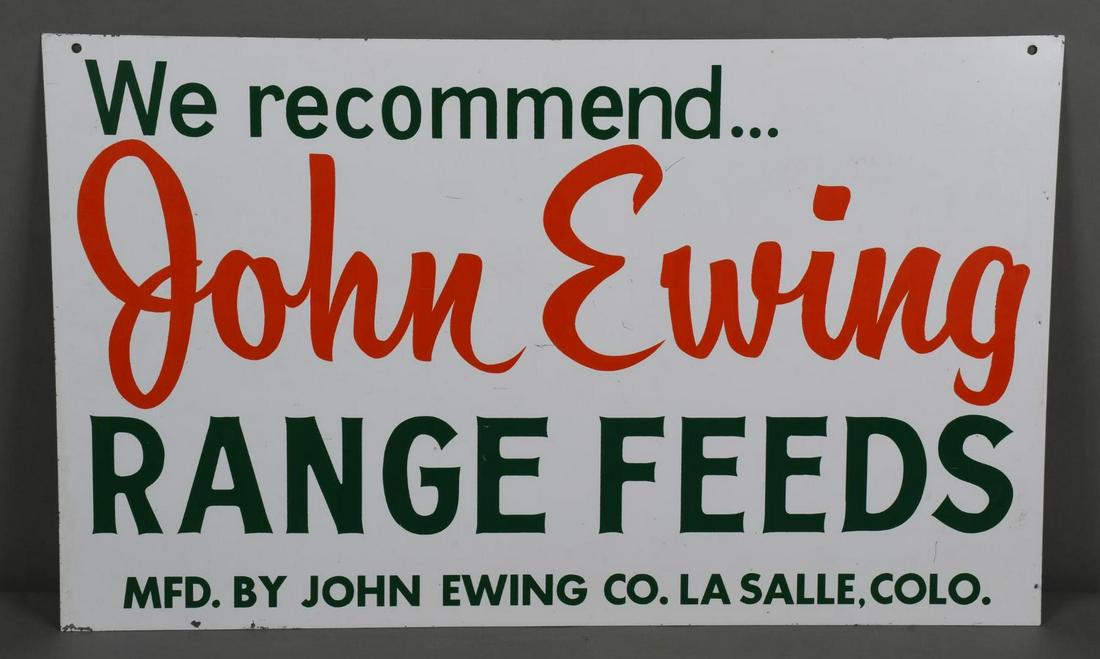 We recommend...
John Ewing
RANGE FEEDS
MFD. BY JOHN EWING CO. LA SALLE, COLO.